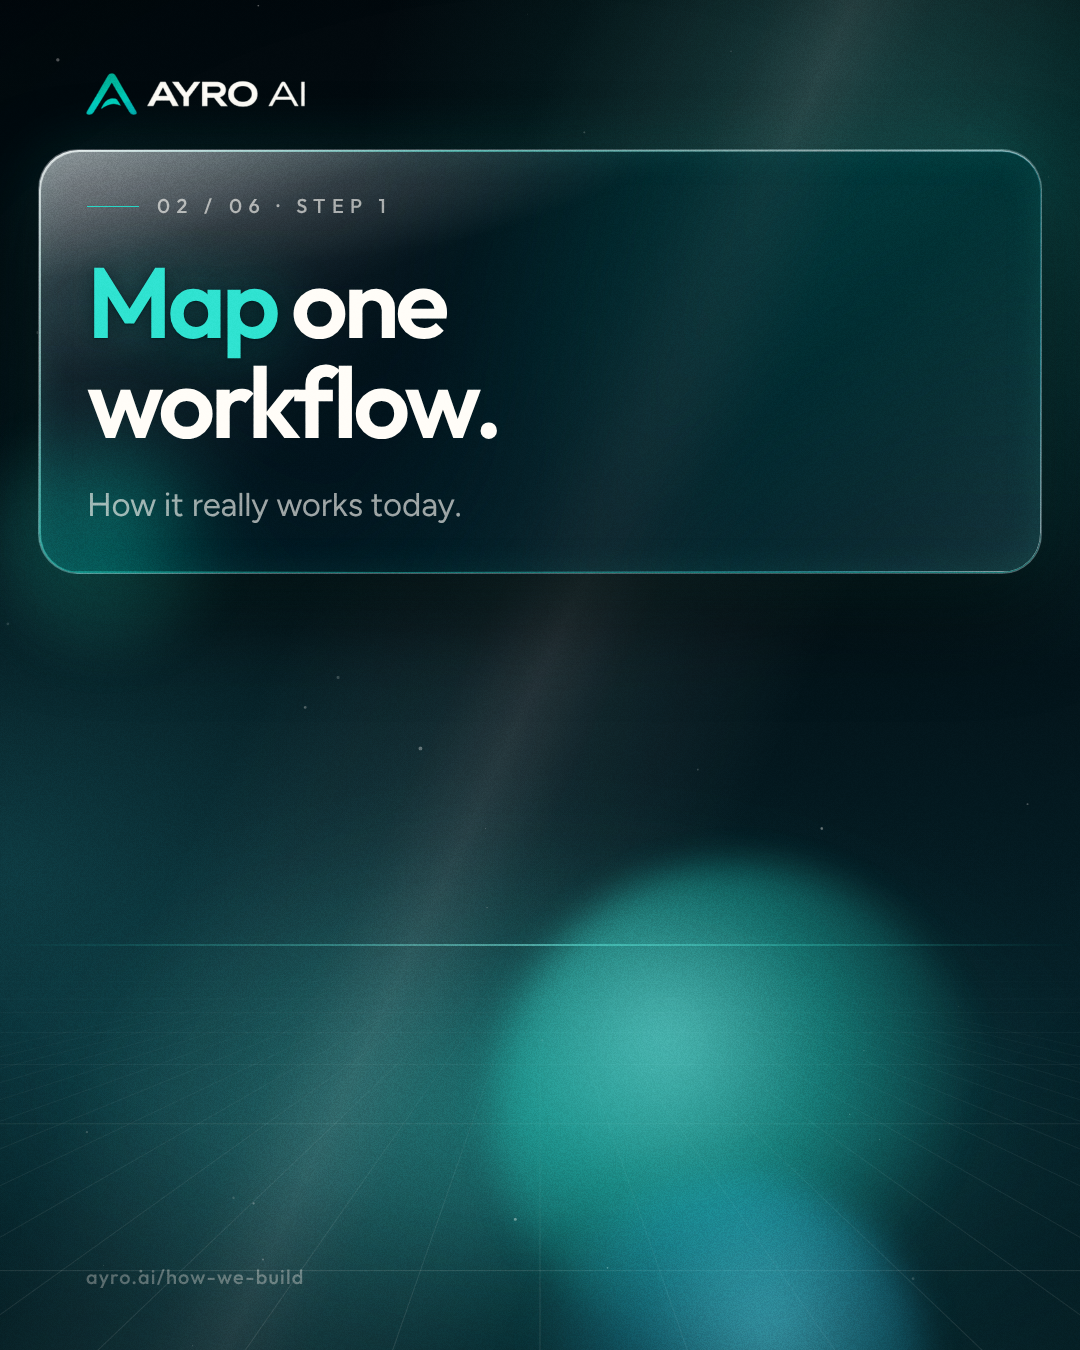 AYRO AI
02 / 06 · STEP 1
Map one
workflow.
How it really works today.
ayro.ai/how-we-build